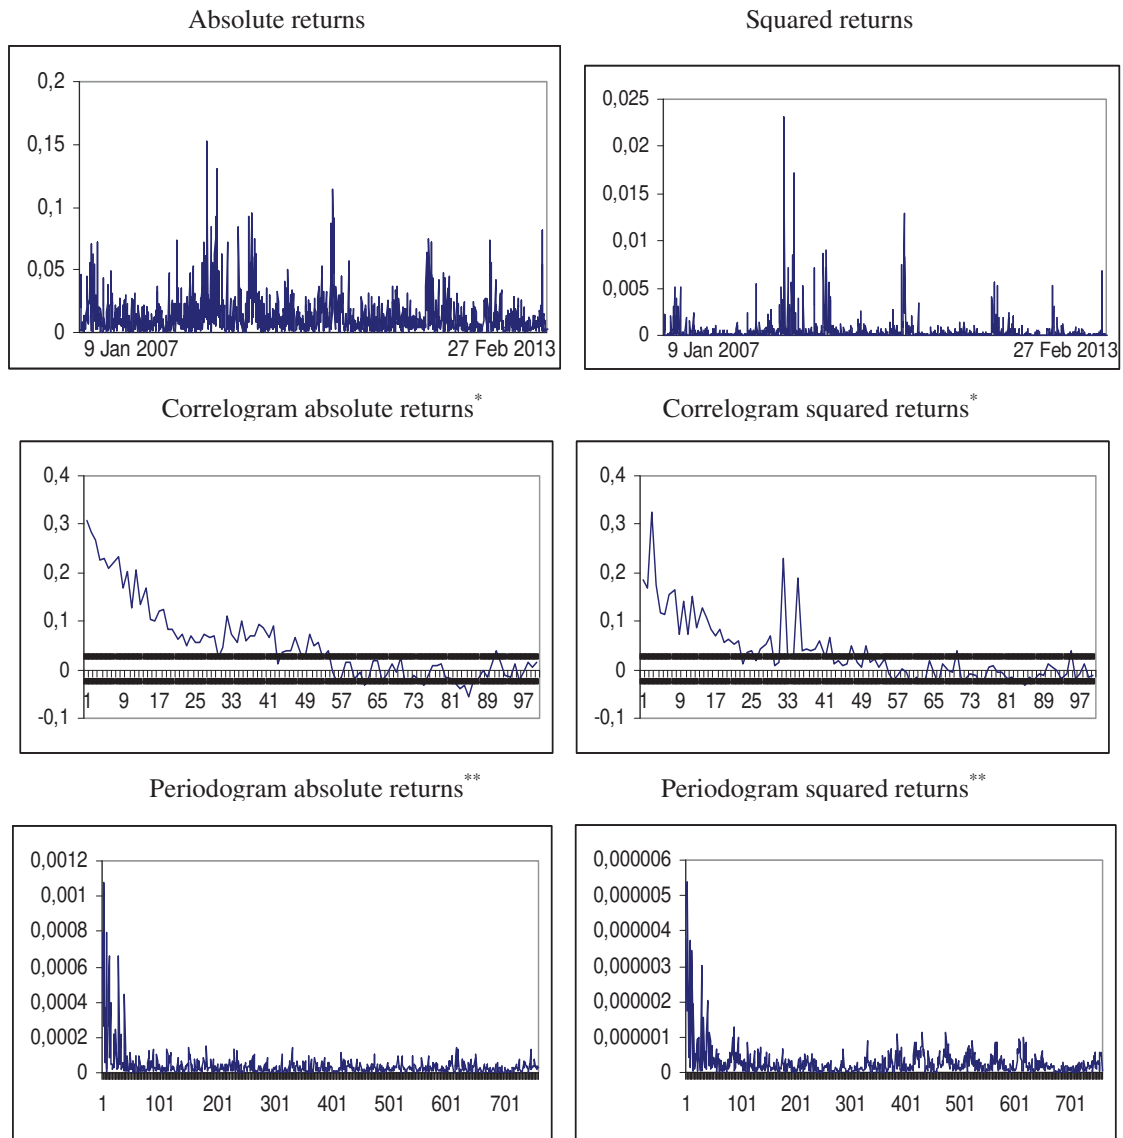 Absolute returns
Squared returns
0,2
0,15
0,1
0,05
0
9 Jan 2007
27 Feb 2013
0,025
0,02
0,015
0,01
0,005
0
9 Jan 2007
27 Feb 2013
Correlogram absolute returns*
Correlogram squared returns*
0,4
0,3
0,2
0,1
0
-0,1
1 9 17 25 33 41 49 57 65 73 81 89 97
0,4
0,3
0,2
0,1
0
-0,1
1 9 17 25 33 41 49 57 65 73 81 89 97
Periodogram absolute returns**
Periodogram squared returns**
0,0012
0,001
0,0008
0,0006
0,0004
0,0002
0
1 101 201 301 401 501 601 701
0,000006
0,000005
0,000004
0,000003
0,000002
0,000001
0
1 101 201 301 401 501 601 701